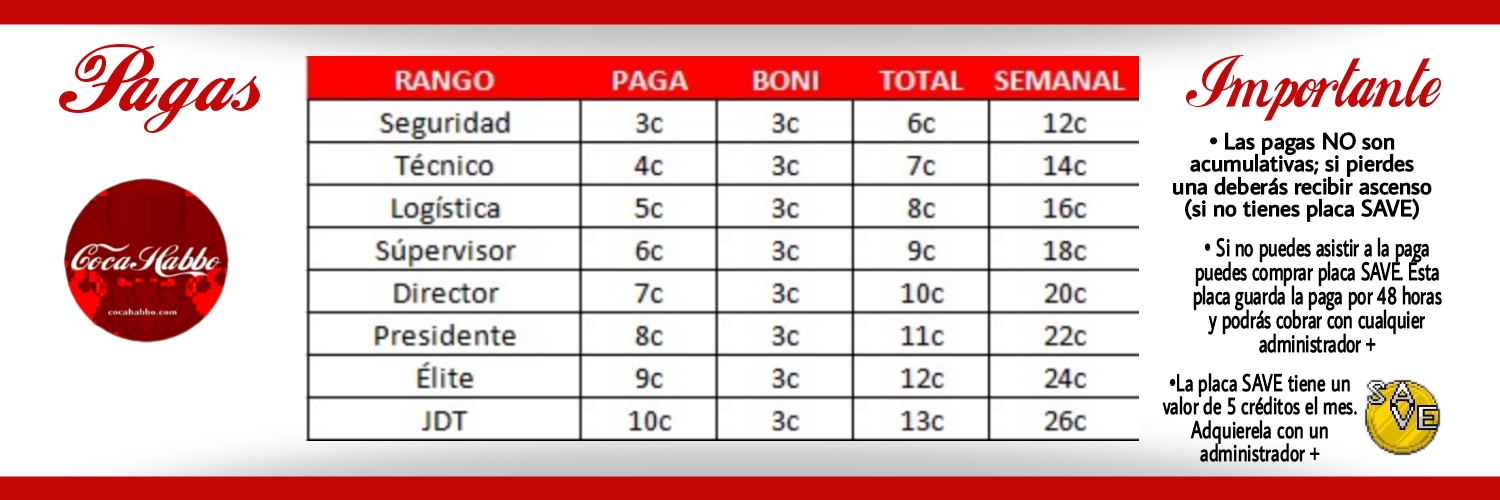 Pagas
Coca Habbo
cocahabbo.com
RANGO PAGA BONI TOTAL SEMANAL
Seguridad 3c 3c 6c 12c
Técnico 4c 3c 7c 14c
Logística 5c 3c 8c 16c
Súpervisor 6c 3c 9c 18c
Director 7c 3c 10c 20c
Presidente 8c 3c 11c 22c
Élite 9c 3c 12c 24c
JDT 10c 3c 13c 26c
Importante
• Las pagas NO son
acumulativas; si pierdes
una deberás recibir ascenso
(si no tienes placa SAVE)
• Si no puedes asistir a la paga
puedes comprar placa SAVE. Ésta
placa guarda la paga por 48 horas
y podrás cobrar con cualquier
administrador +
•La placa SAVE tiene un
valor de 5 créditos el mes.
Adquierela con un
administrador +
SAVE